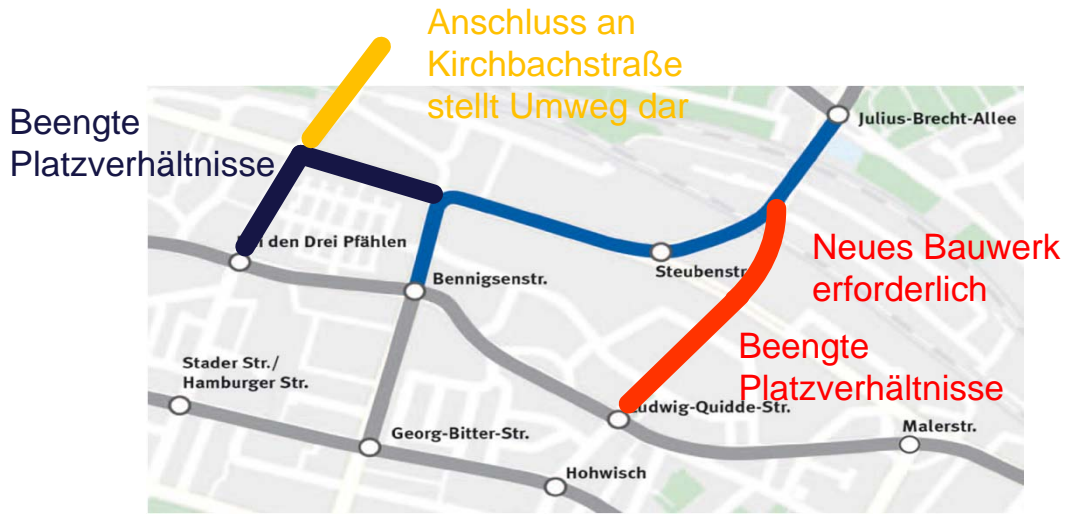 Anschluss an
Kirchbachstraße
stellt Umweg dar
Beengte
Platzverhältnisse
Julius-Brecht-Allee
den Drei Pfählen
Steubenstr.
Bennigsenstr.
Neues Bauwerk
erforderlich
Beengte
Platzverhältnisse
Stader Str./
Hamburger Str.
Ludwig-Quidde-Str.
Georg-Bitter-Str.
Malerstr.
Hohwisch